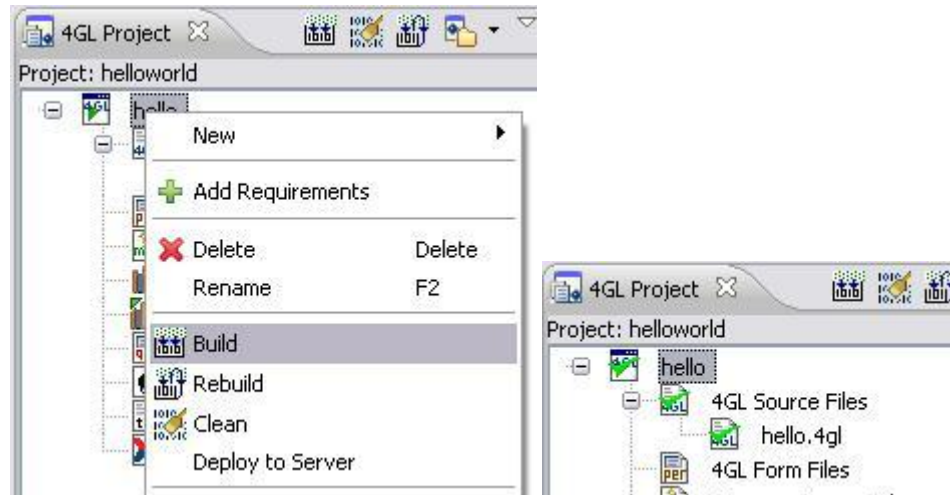 4GL Project
Project: helloworld
hello
New
Add Requirements
Delete Delete
Rename F2
Build
Rebuild
Clean
Deploy to Server
4GL Project
Project: helloworld
hello
4GL Source Files
hello.4gl
4GL Form Files